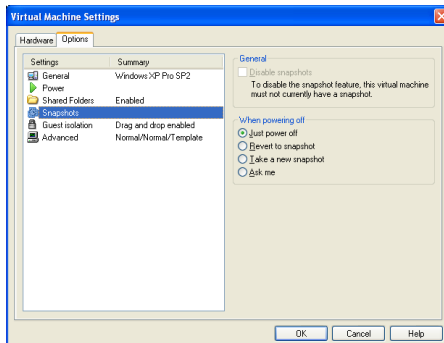 Virtual Machine Settings
Hardware Options
Settings Summary
General Windows XP Pro SP2
Power
Shared Folders Enabled
Snapshots
Guest isolation Drag and drop enabled
Advanced Normal/Normal/Template
General
Disable snapshots
To disable the snapshot feature, this virtual machine
must not currently have a snapshot.
When powering off
Just power off
Revert to snapshot
Take a new snapshot
Ask me
OK Cancel Help